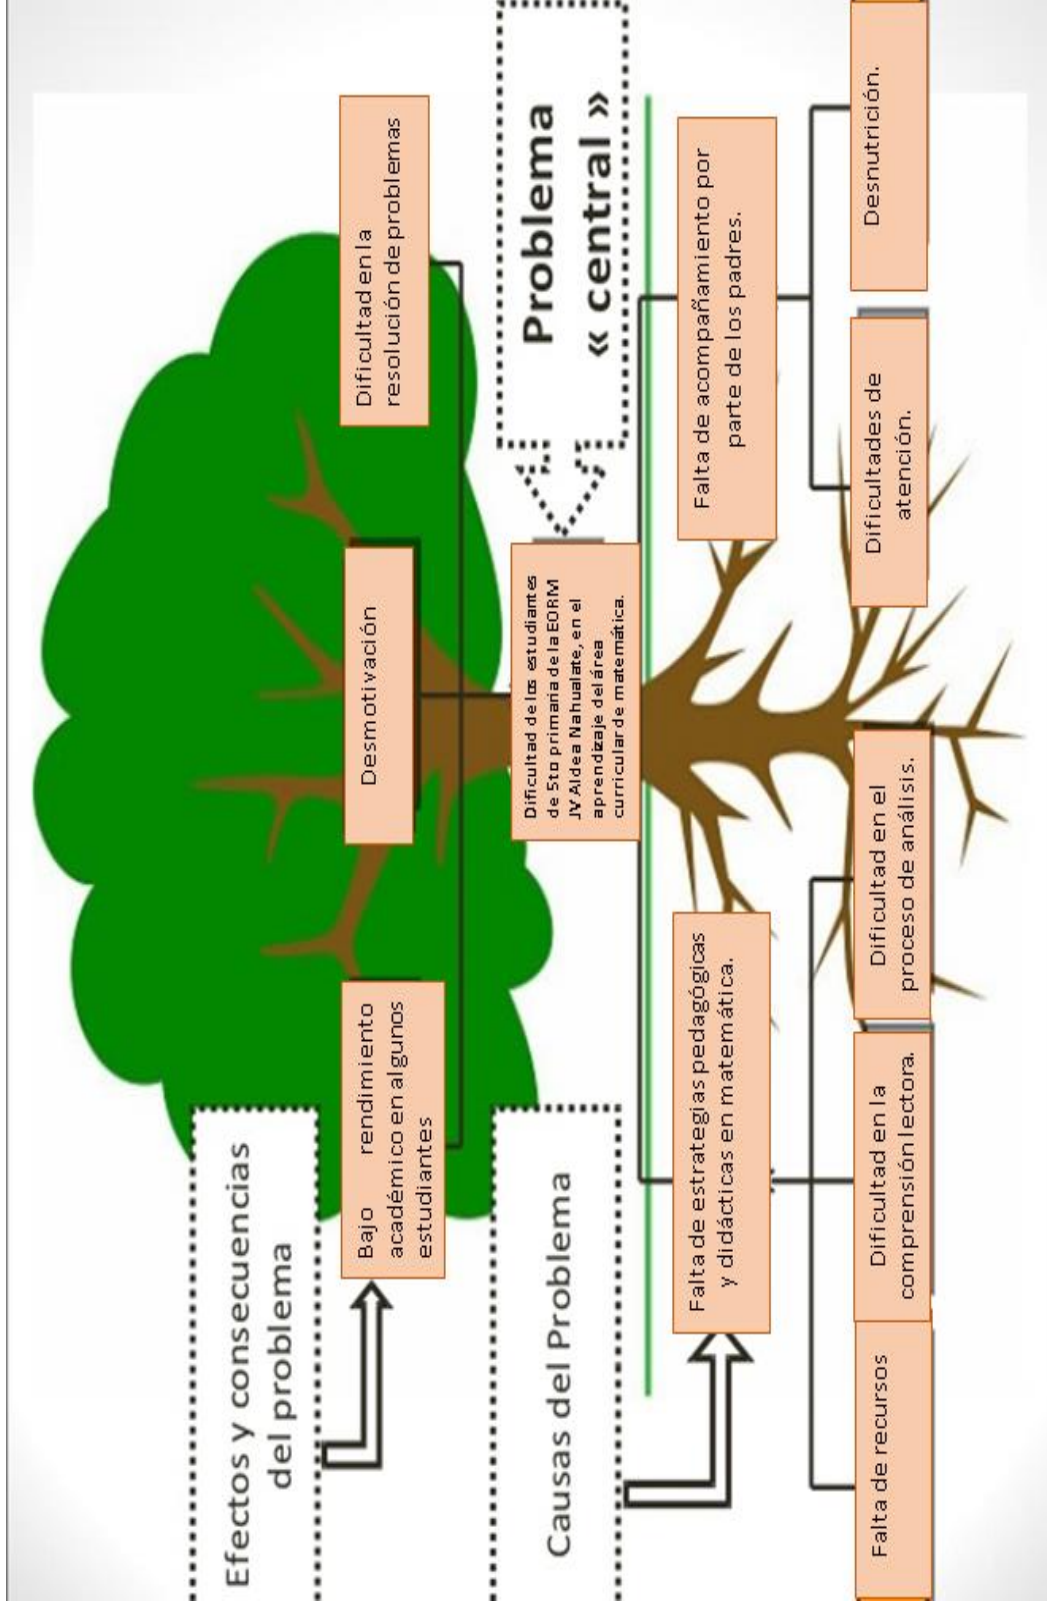 Efectos y consecuencias
del problema
Bajo rendimiento
académico en algunos
estudiantes
Desmotivación
Dificultad en la
resolución de problemas
Causas del Problema
Dificultad de los estudiantes
de 5to primaria de la EORM
JV Aldea Nahualate, en el
aprendizaje del área
curricular de matemática.
Problema
« central »
Falta de estrategias pedagógicas
y didácticas en matemática.
Falta de acompañamiento por
parte de los padres.
Falta de recursos
Dificultad en la
comprensión lectora.
Dificultad en el
proceso de análisis.
Dificultades de
atención.
Desnutrición.